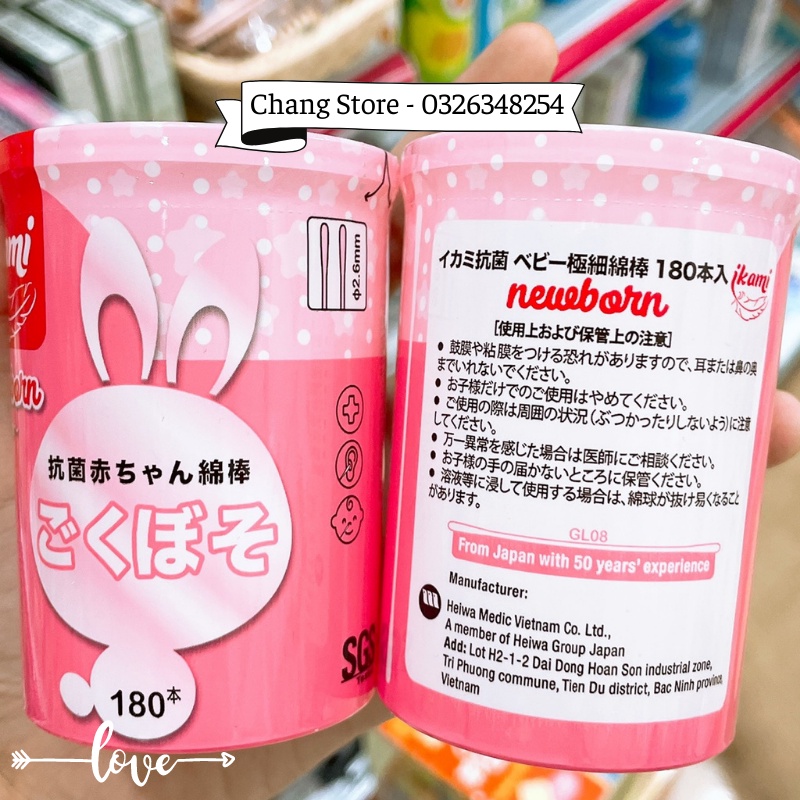 Chang Store - 0326348254
φ2.6mm
抗菌赤ちゃん綿棒
ごくぼそ
180本
SGS
love
イカミ抗菌 ベビー極細綿棒 180本入
ikami
newborn
[使用上および保管上の注意]
● 鼓膜や粘膜をつける恐れがありますので、耳または鼻の奥
までいれないでください。
● お子様だけでのご使用はやめてください。
● ご使用の際は周囲の状況(ぶつかったりしないよう)に注意
してください。
● 万一異常を感じた場合は医師にご相談ください。
● お子様の手の届かないところに保管ください。
● 溶液等に浸して使用する場合は、綿球が抜け易くなること
があります。
GL08
From Japan with 50 years' experience
Manufacturer:
Heiwa Medic Vietnam Co. Ltd.,
A member of Heiwa Group Japan
Add: Lot H2-1-2 Dai Dong Hoan Son industrial zone,
Tri Phuong commune, Tien Du district, Bac Ninh province,
Vietnam